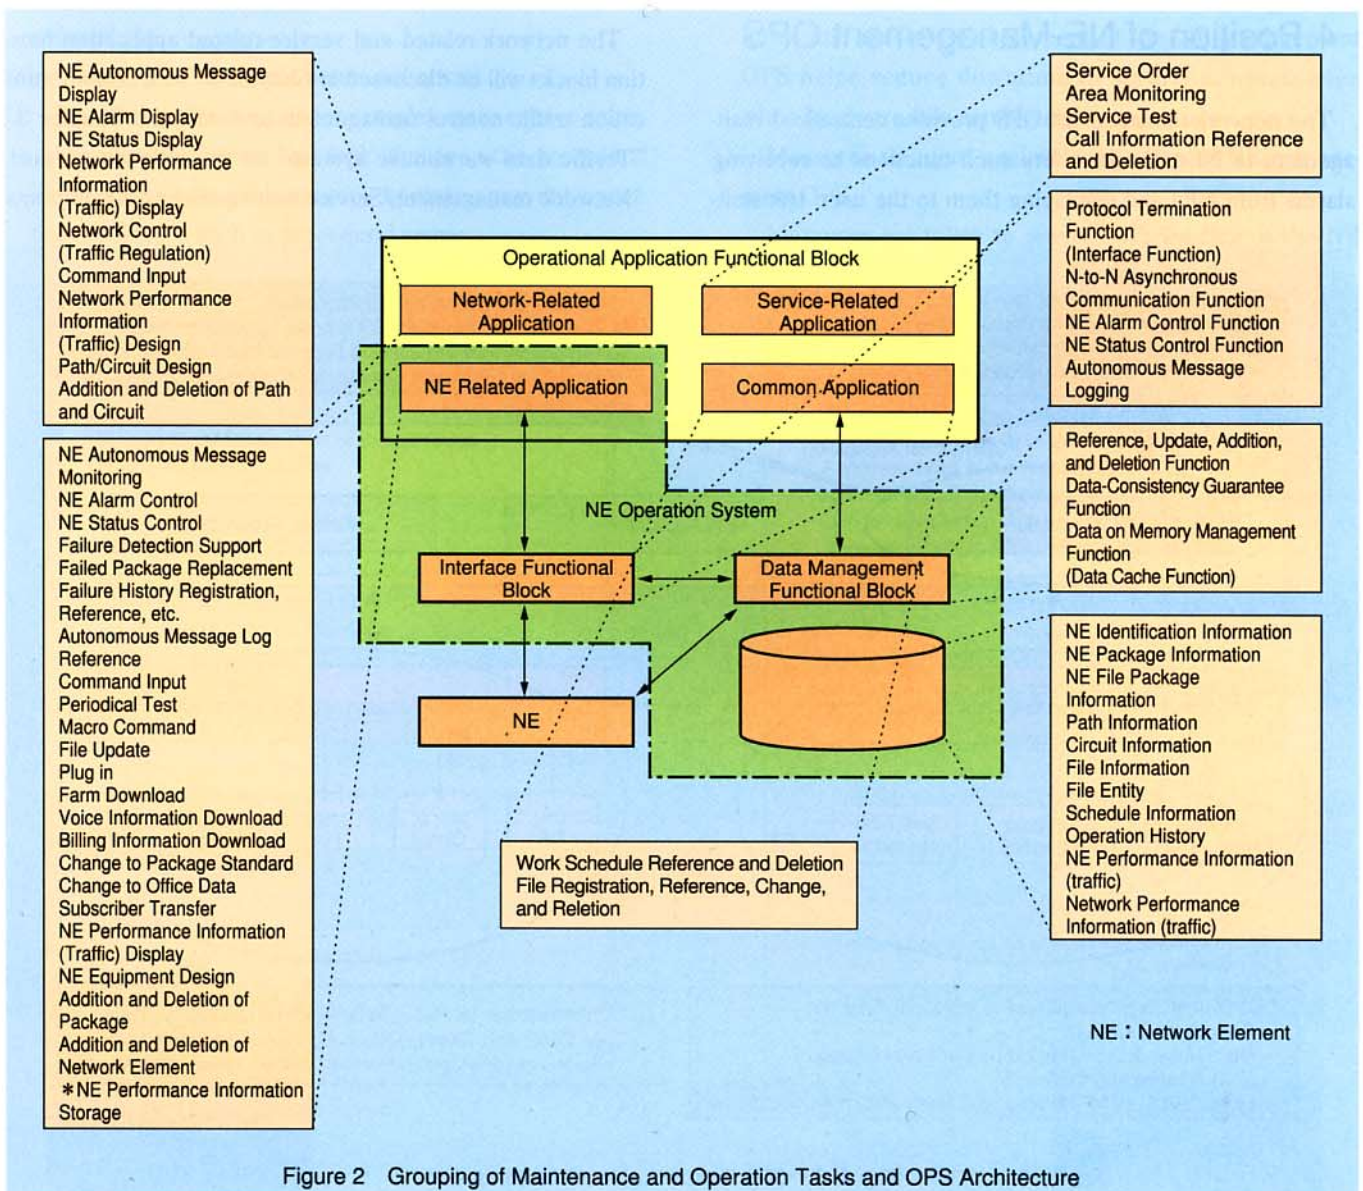 NE Autonomous Message
Display
NE Alarm Display
NE Status Display
Network Performance
Information
(Traffic) Display
Network Control
(Traffic Regulation)
Command Input
Network Performance
Information
(Traffic) Design
Path/Circuit Design
Addition and Deletion of Path
and Circuit
NE Autonomous Message
Monitoring
NE Alarm Control
NE Status Control
Failure Detection Support
Failed Package Replacement
Failure History Registration,
Reference, etc.
Autonomous Message Log
Reference
Command Input
Periodical Test
Macro Command
File Update
Plug in
Farm Download
Voice Information Download
Billing Information Download
Change to Package Standard
Change to Office Data
Subscriber Transfer
NE Performance Information
(Traffic) Display
NE Equipment Design
Addition and Deletion of
Package
Addition and Deletion of
Network Element
*NE Performance Information
Storage
Operational Application Functional Block
Network-Related
Application
Service-Related
Application
NE Related Application
Common Application
NE Operation System
Interface Functional
Block
Data Management
Functional Block
NE
Work Schedule Reference and Deletion
File Registration, Reference, Change,
and Reletion
Service Order
Area Monitoring
Service Test
Call Information Reference
and Deletion
Protocol Termination
Function
(Interface Function)
N-to-N Asynchronous
Communication Function
NE Alarm Control Function
NE Status Control Function
Autonomous Message
Logging
Reference, Update, Addition,
and Deletion Function
Data-Consistency Guarantee
Function
Data on Memory Management
Function
(Data Cache Function)
NE Identification Information
NE Package Information
NE File Package
Information
Path Information
Circuit Information
File Information
File Entity
Schedule Information
Operation History
NE Performance Information
(traffic)
Network Performance
Information (traffic)
NE : Network Element
Figure 2 Grouping of Maintenance and Operation Tasks and OPS Architecture